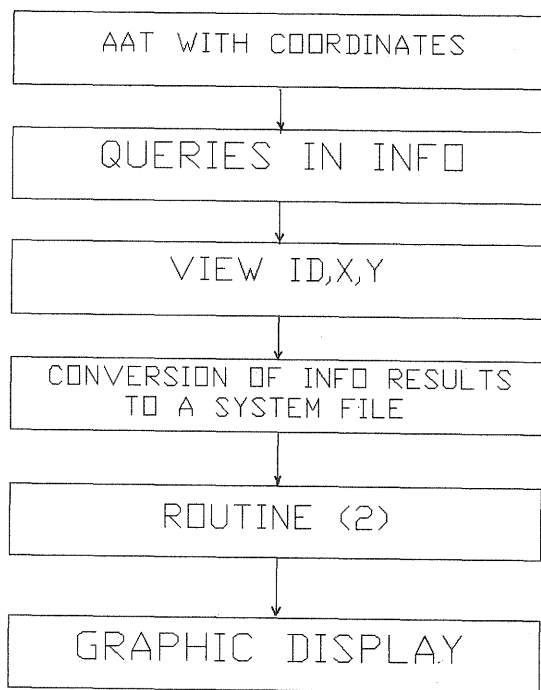 AAT WITH COORDINATES
QUERIES IN INFO
VIEW ID,X,Y
CONVERSION OF INFO RESULTS
TO A SYSTEM FILE
ROUTINE (2)
GRAPHIC DISPLAY